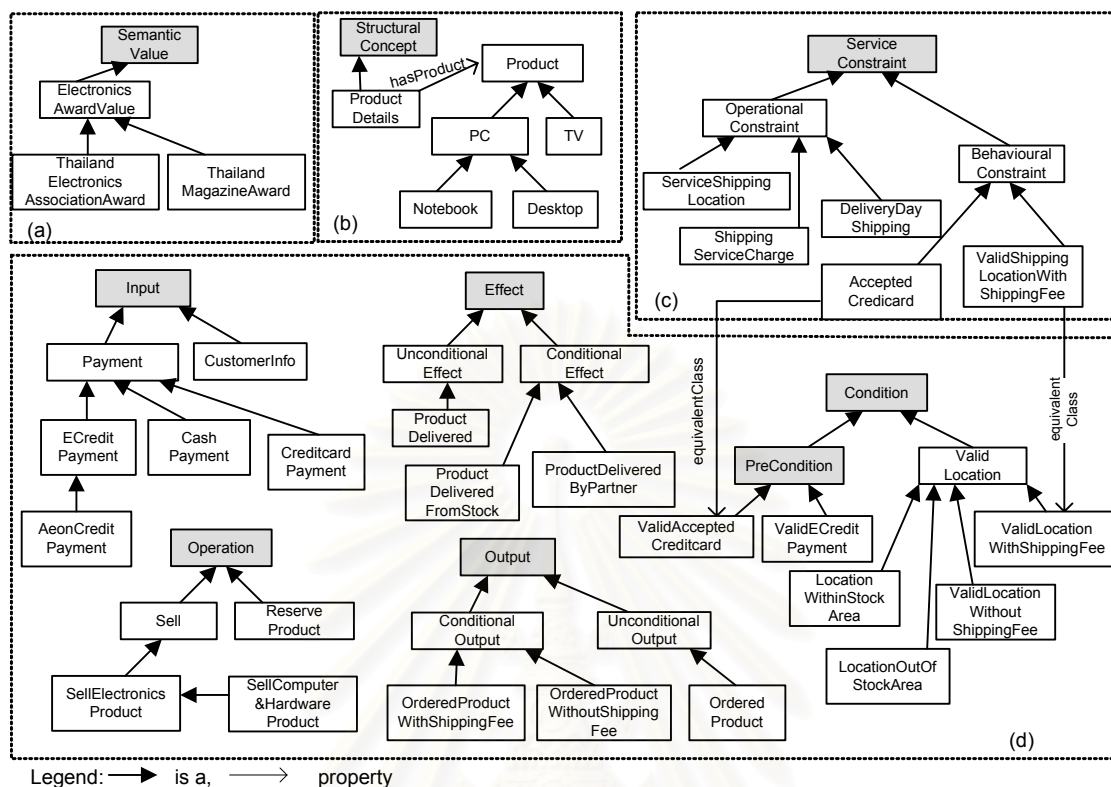 Semantic
Value
Electronics
AwardValue
Thailand
Electronics
AssociationAward
Thailand
MagazineAward
(a)
Structural
Concept
hasProduct
Product
Product
Details
PC
TV
Notebook
Desktop
(b)
Service
Constraint
Operational
Constraint
Behavioural
Constraint
ServiceShipping
Location
DeliveryDay
Shipping
Shipping
ServiceCharge
Accepted
Credicard
ValidShipping
LocationWith
ShippingFee
(c)
Input
Payment
CustomerInfo
ECredit
Payment
Cash
Payment
Creditcard
Payment
AeonCredit
Payment
Effect
Unconditional
Effect
Conditional
Effect
Product
Delivered
Product
Delivered
FromStock
ProductDelivered
ByPartner
equivalentClass
equivalent
Class
Condition
PreCondition
Valid
Location
ValidAccepted
Creditcard
ValidECredit
Payment
ValidLocation
WithShippingFee
Location
WithinStock
Area
ValidLocation
Without
ShippingFee
LocationOutOf
StockArea
Operation
Sell
Reserve
Product
SellElectronics
Product
SellComputer
&Hardware
Product
Output
Conditional
Output
Unconditional
Output
OrderedProduct
WithShippingFee
OrderedProduct
WithoutShipping
Fee
Ordered
Product
(d)
Legend: is a, property